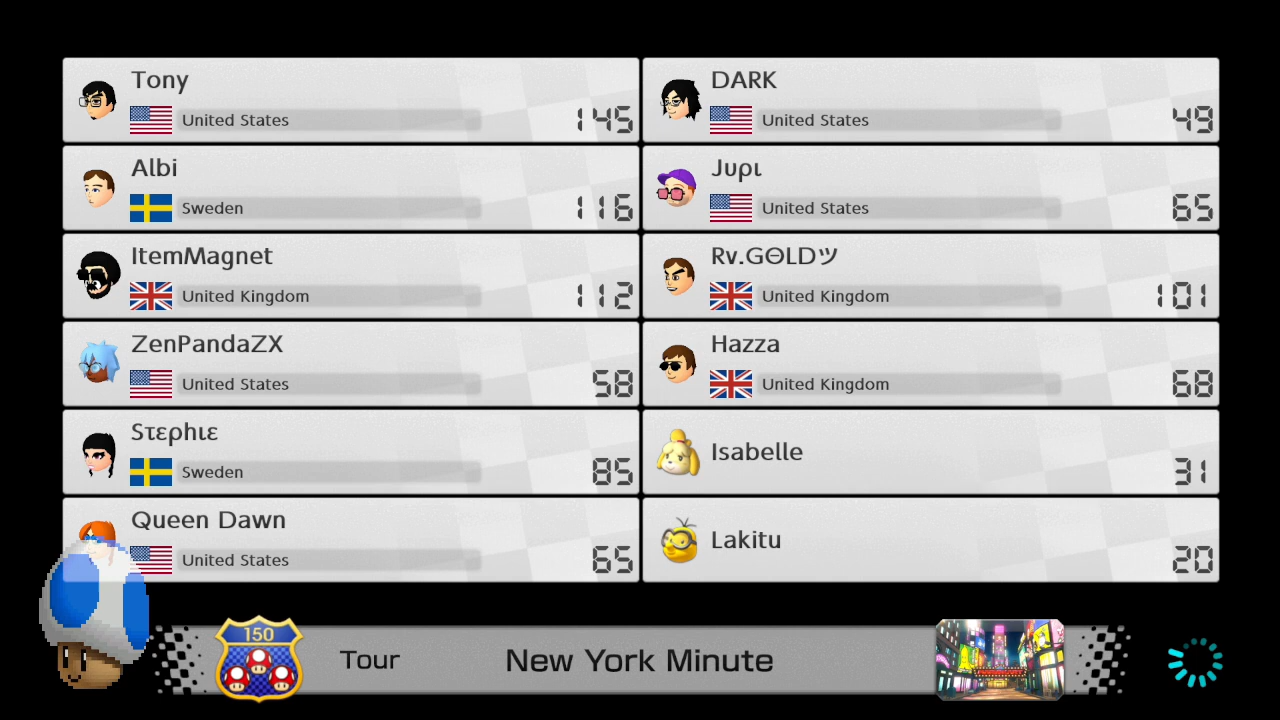 Tony
United States 145
Albi
Sweden 116
ItemMagnet
United Kingdom 112
ZenPandaZX
United States 58
Sτερhιε
Sweden 85
Queen Dawn
United States 65
DARK
United States 49
Jυρι
United States 65
Rv.GΘLDツ
United Kingdom 101
Hazza
United Kingdom 68
Isabelle 31
Lakitu 20
150 Tour New York Minute